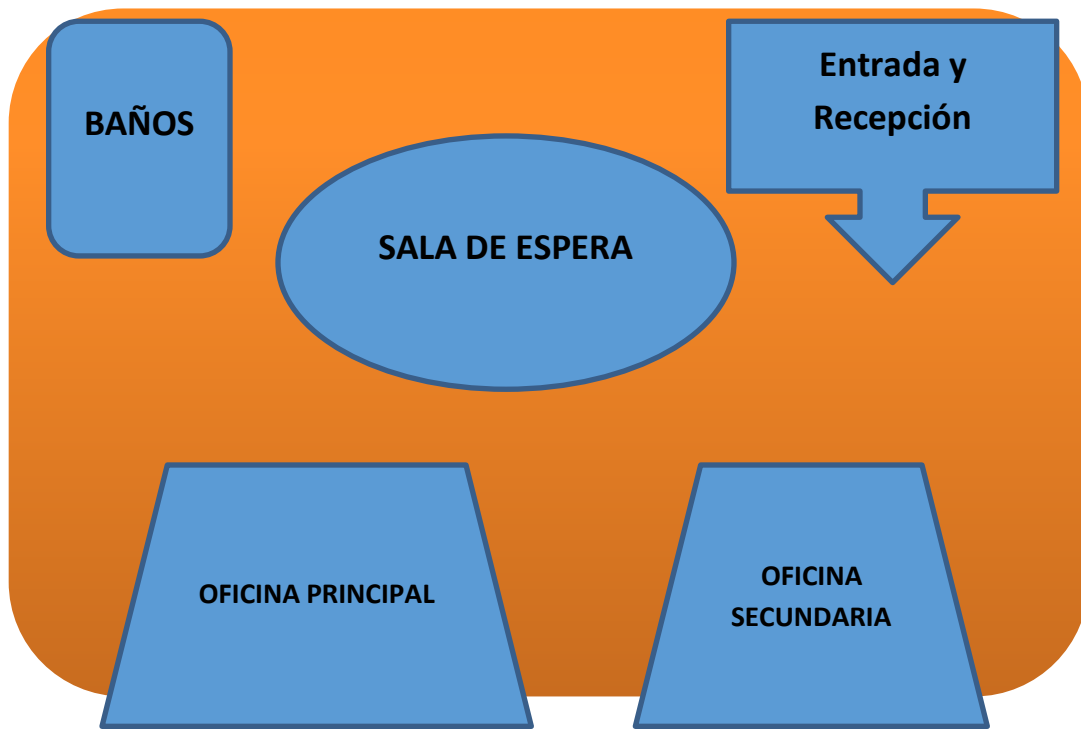 BAÑOS
Entrada y
Recepción
SALA DE ESPERA
OFICINA PRINCIPAL
OFICINA
SECUNDARIA